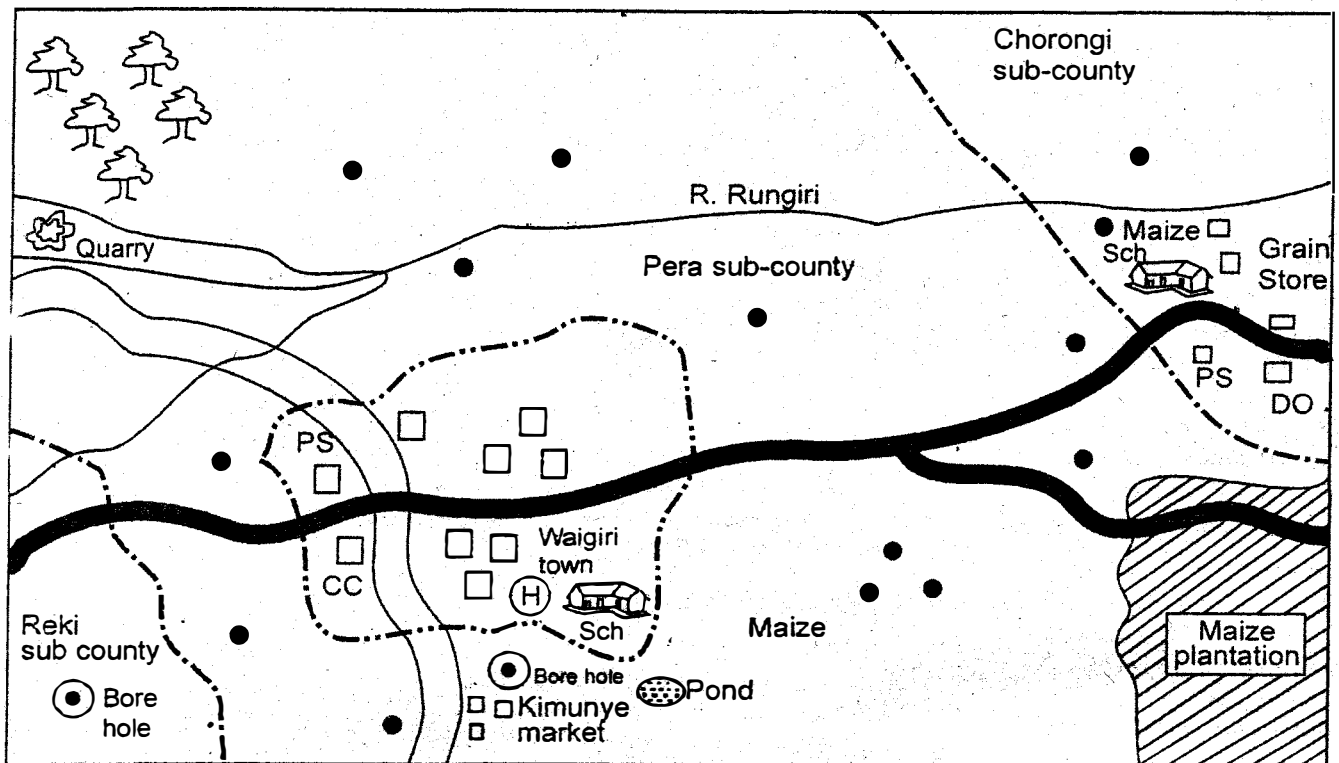 Chorongi
sub-county
R. Rungiri
Quarry
Maize
Sch
Grain
Store
Pera sub-county
PS
DO
PS
Waigiri
town
CC
H
Sch
Reki
sub county
Bore
hole
Bore hole
Kimunye
market
Pond
Maize
Maize
plantation